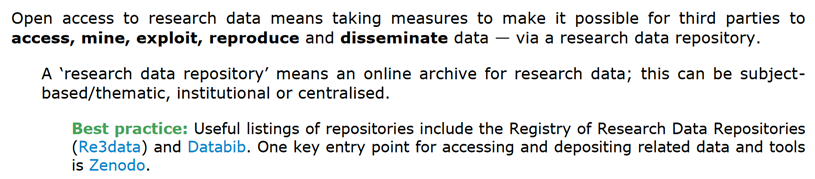 Open access to research data means taking measures to make it possible for third parties to
access, mine, exploit, reproduce and disseminate data — via a research data repository.
A ‘research data repository’ means an online archive for research data; this can be subject-
based/thematic, institutional or centralised.
Best practice: Useful listings of repositories include the Registry of Research Data Repositories
(Re3data) and Databib. One key entry point for accessing and depositing related data and tools
is Zenodo.